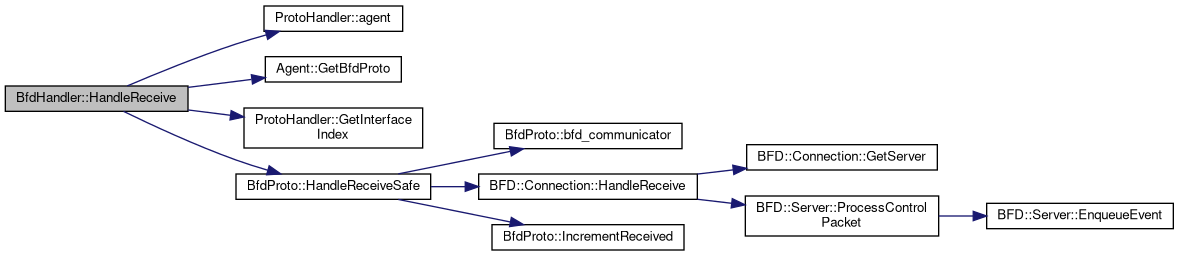 ProtoHandler::agent
Agent::GetBfdProto
BfdHandler::HandleReceive
ProtoHandler::GetInterface
Index
BfdProto::bfd_communicator
BFD::Connection::GetServer
BfdProto::HandleReceiveSafe
BFD::Connection::HandleReceive
BFD::Server::ProcessControl
Packet
BFD::Server::EnqueueEvent
BfdProto::IncrementReceived